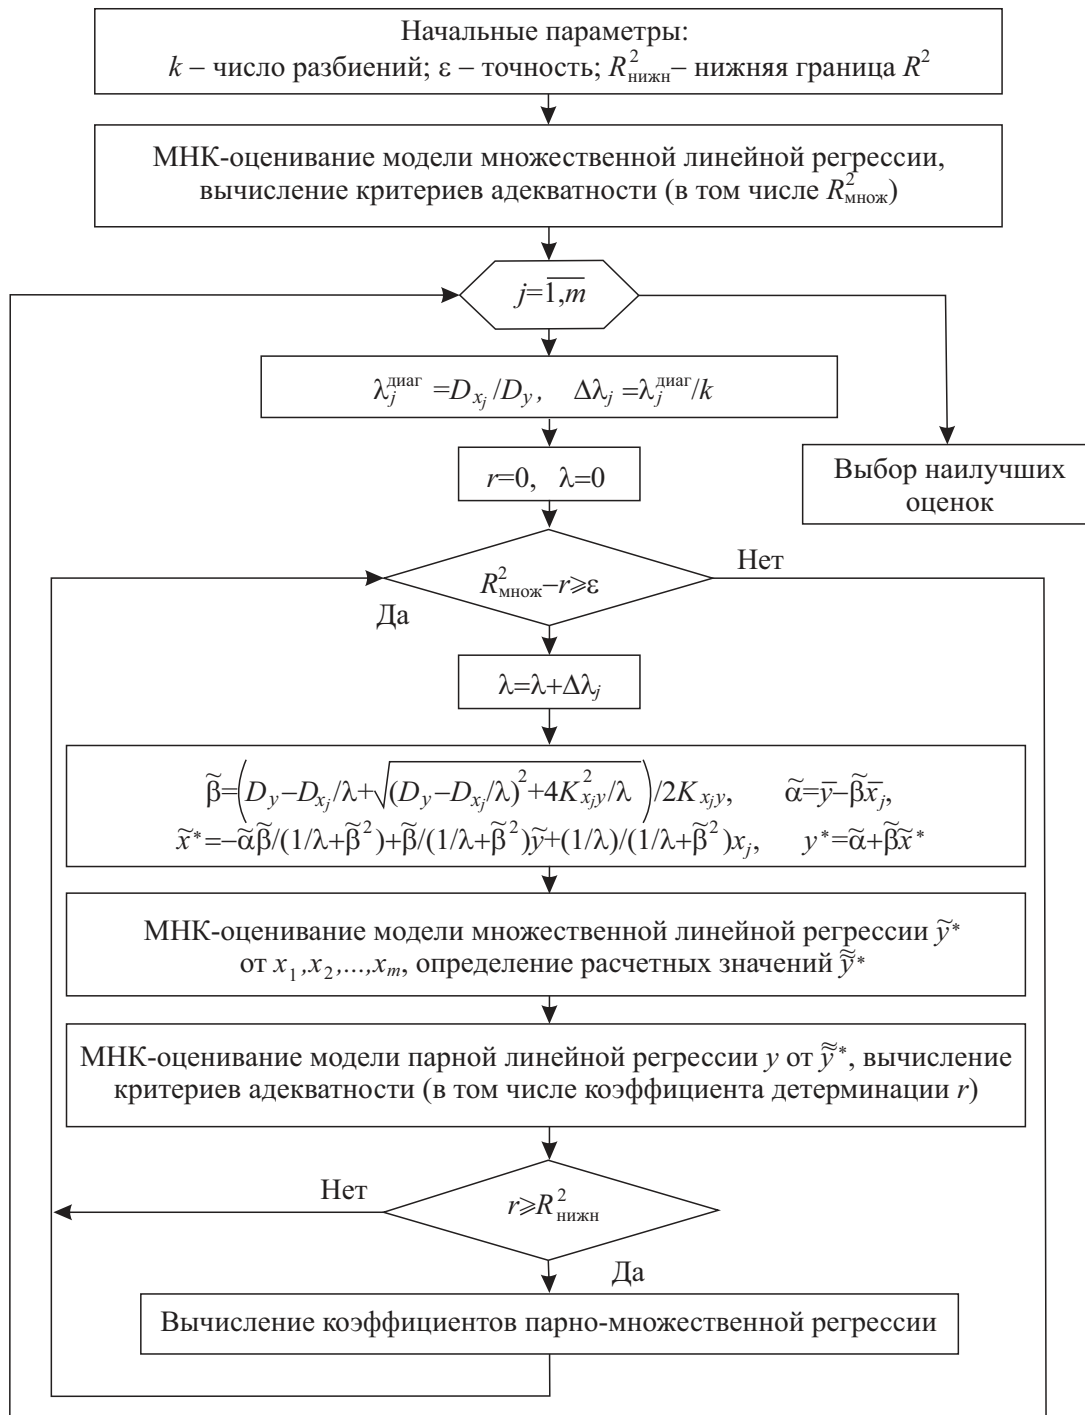 Начальные параметры:
k – число разбиений; ε – точность; R²нижн – нижняя граница R²
МНК-оценивание модели множественной линейной регрессии,
вычисление критериев адекватности (в том числе R²множ)
j=1,m
λⱼдиаг =Dxⱼ/Dy,   Δλⱼ=λⱼдиаг/k
r=0,   λ=0
Выбор наилучших
оценок
Нет
R²множ–r⩾ε
Да
λ=λ+Δλⱼ
β̃=(Dy–Dxⱼ/λ+√((Dy–Dxⱼ/λ)²+4K²xⱼy/λ))/2Kxⱼy,   α̃=ȳ–β̃x̄ⱼ,
x̃*=–α̃β̃/(1/λ+β̃²)+β̃/(1/λ+β̃²)ỹ+(1/λ)/(1/λ+β̃²)xⱼ,   y*=α̃+β̃x̃*
МНК-оценивание модели множественной линейной регрессии ỹ*
от x₁,x₂,...,xₘ, определение расчетных значений ỹ̃*
МНК-оценивание модели парной линейной регрессии y от ỹ̃*, вычисление
критериев адекватности (в том числе коэффициента детерминации r)
Нет
r⩾R²нижн
Да
Вычисление коэффициентов парно-множественной регрессии